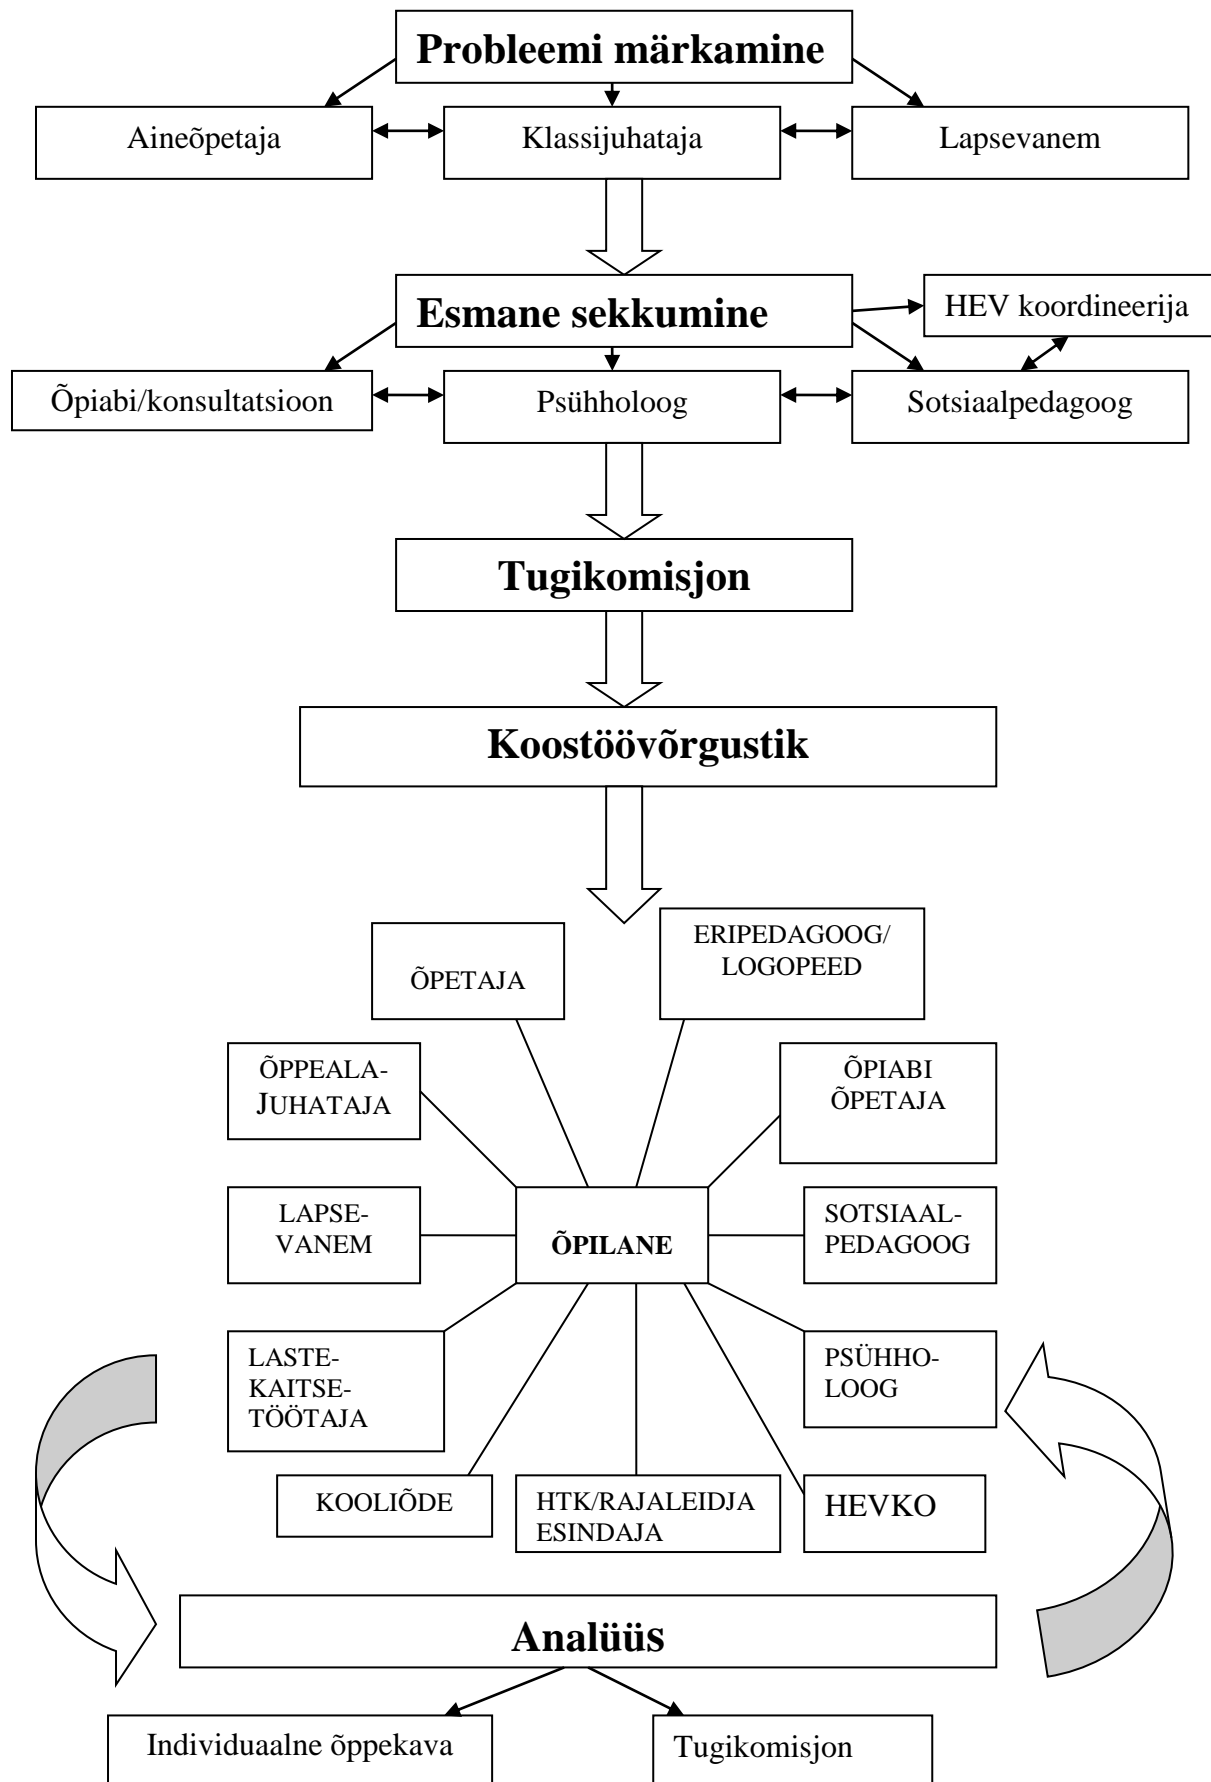 Probleemi märkamine
Aineõpetaja
Klassijuhataja
Lapsevanem
Esmane sekkumine
HEV koordineerija
Õpiabi/konsultatsioon
Psühholoog
Sotsiaalpedagoog
Tugikomisjon
Koostöövõrgustik
ÕPETAJA
ERIPEDAGOOG/
LOGOPEED
ÕPPEALA-
JUHATAJA
ÕPIABI
ÕPETAJA
LAPSE-
VANEM
ÕPILANE
SOTSIAAL-
PEDAGOOG
LASTE-
KAITSE-
TÖÖTAJA
PSÜHHO-
LOOG
KOOLIÕDE
HTK/RAJALEIDJA
ESINDAJA
HEVKO
Analüüs
Individuaalne õppekava
Tugikomisjon